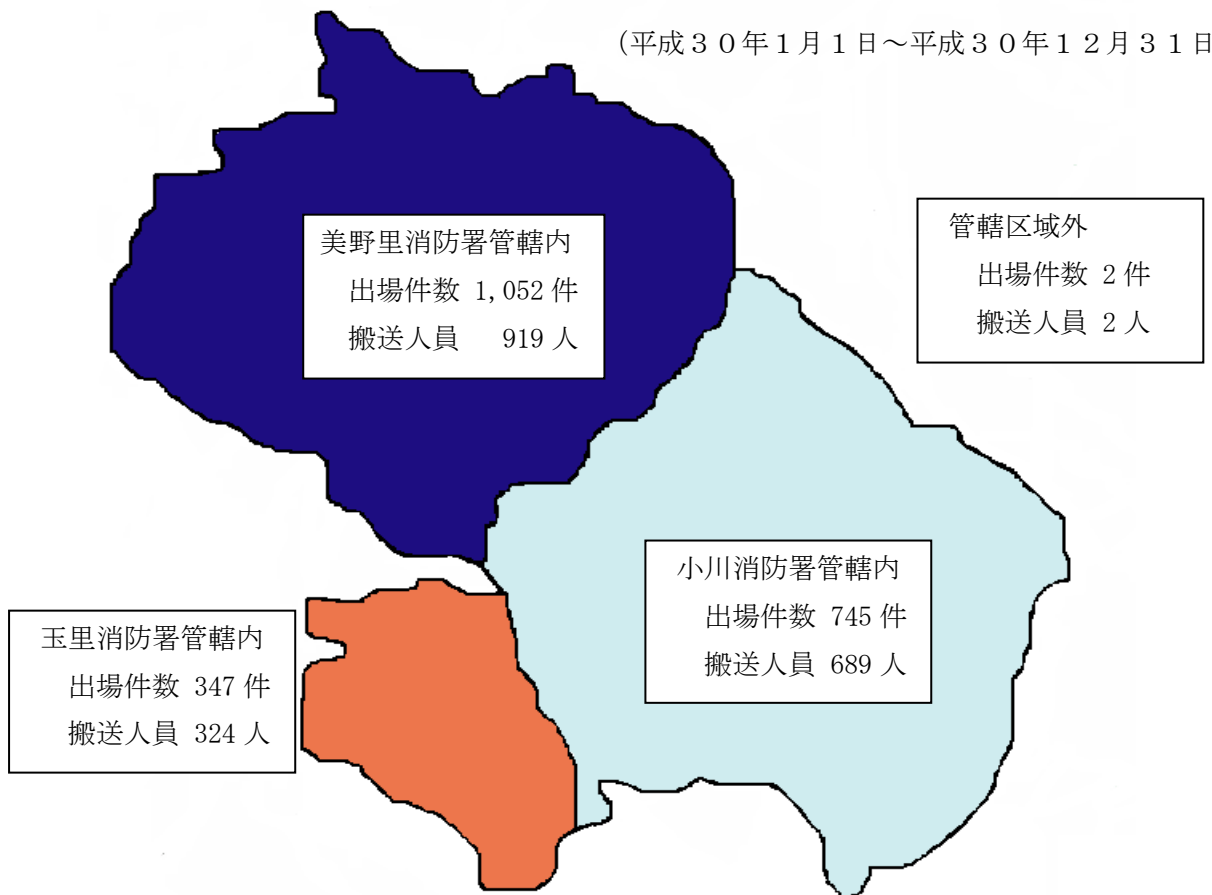 (平成３０年１月１日～平成３０年１２月３１日
美野里消防署管轄内
出場件数 1,052 件
搬送人員 919 人
管轄区域外
出場件数 2 件
搬送人員 2 人
小川消防署管轄内
出場件数 745 件
搬送人員 689 人
玉里消防署管轄内
出場件数 347 件
搬送人員 324 人